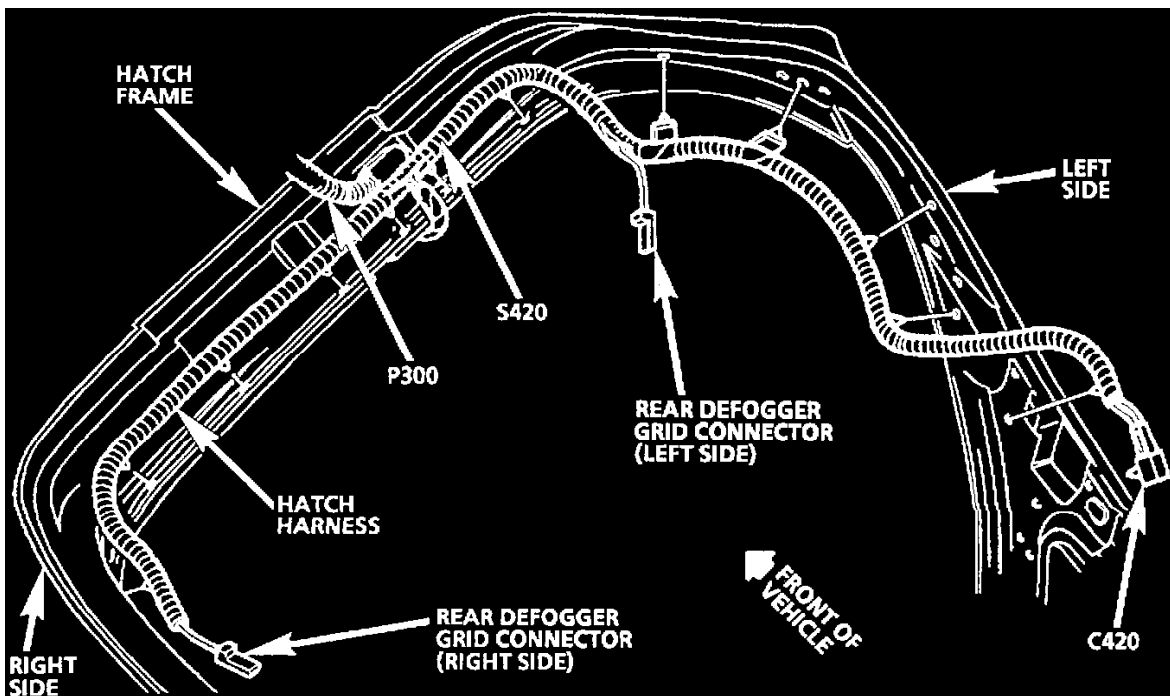 HATCH
FRAME
LEFT
SIDE
S420
P300
REAR DEFOGGER
GRID CONNECTOR
(LEFT SIDE)
HATCH
HARNESS
FRONT OF
VEHICLE
REAR DEFOGGER
GRID CONNECTOR
(RIGHT SIDE)
C420
RIGHT
SIDE